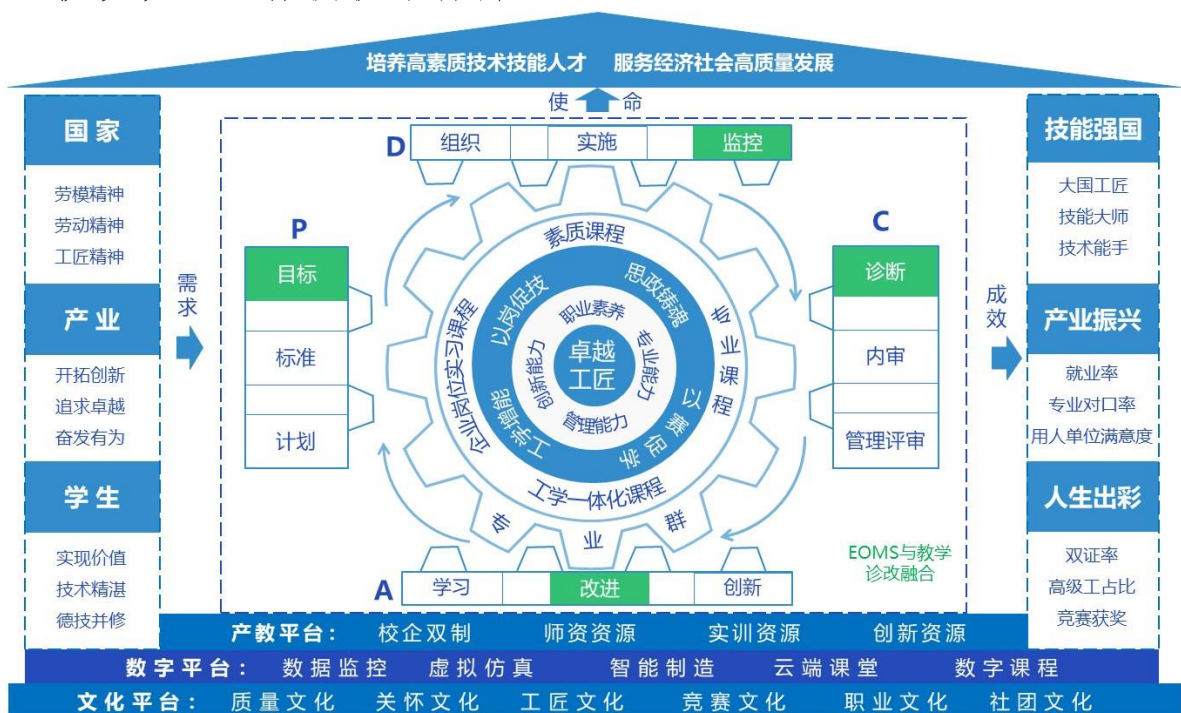 培养高素质技术技能人才 服务经济社会高质量发展
使命
国家
劳模精神
劳动精神
工匠精神
产业
开拓创新
追求卓越
奋发有为
学生
实现价值
技术精湛
德技并修
需求
P
目标
标准
计划
D
组织 实施 监控
C
诊断
内审
管理评审
A
学习 改进 创新
素质课程
专业课程
工学一体化课程
企业岗位实习课程
思政铸魂
以赛促学
工学增能
以岗促技
职业素养
专业能力
管理能力
创新能力
卓越
工匠
专业群
EOMS与教学
诊改融合
成效
技能强国
大国工匠
技能大师
技术能手
产业振兴
就业率
专业对口率
用人单位满意度
人生出彩
双证率
高级工占比
竞赛获奖
产教平台： 校企双制 师资资源 实训资源 创新资源
数字平台： 数据监控 虚拟仿真 智能制造 云端课堂 数字课程
文化平台： 质量文化 关怀文化 工匠文化 竞赛文化 职业文化 社团文化